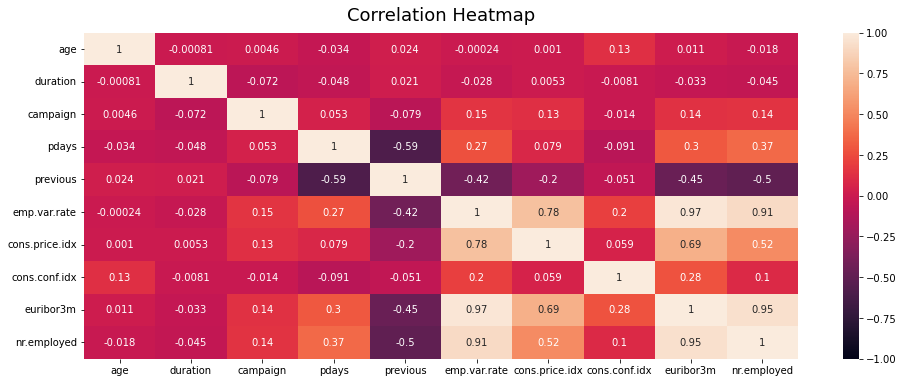 Correlation Heatmap
age 1 -0.00081 0.0046 -0.034 0.024 -0.00024 0.001 0.13 0.011 -0.018
duration -0.00081 1 -0.072 -0.048 0.021 -0.028 0.0053 -0.0081 -0.033 -0.045
campaign 0.0046 -0.072 1 0.053 -0.079 0.15 0.13 -0.014 0.14 0.14
pdays -0.034 -0.048 0.053 1 -0.59 0.27 0.079 -0.091 0.3 0.37
previous 0.024 0.021 -0.079 -0.59 1 -0.42 -0.2 -0.051 -0.45 -0.5
emp.var.rate -0.00024 -0.028 0.15 0.27 -0.42 1 0.78 0.2 0.97 0.91
cons.price.idx 0.001 0.0053 0.13 0.079 -0.2 0.78 1 0.059 0.69 0.52
cons.conf.idx 0.13 -0.0081 -0.014 -0.091 -0.051 0.2 0.059 1 0.28 0.1
euribor3m 0.011 -0.033 0.14 0.3 -0.45 0.97 0.69 0.28 1 0.95
nr.employed -0.018 -0.045 0.14 0.37 -0.5 0.91 0.52 0.1 0.95 1
age duration campaign pdays previous emp.var.rate cons.price.idx cons.conf.idx euribor3m nr.employed
1.00
0.75
0.50
0.25
0.00
-0.25
-0.50
-0.75
-1.00